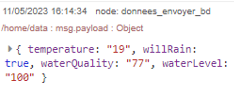 11/05/2023 16:14:34 node: donnees_envoyer_bd
/home/data : msg.payload : Object
▶ { temperature: "19", willRain:
true, waterQuality: "77", waterLevel:
"100" }